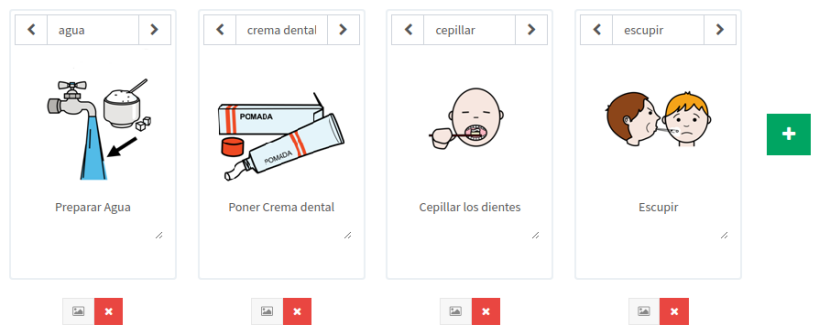 agua
crema dental
cepillar
escupir
POMADA
POMADA
Preparar Agua
Poner Crema dental
Cepillar los dientes
Escupir